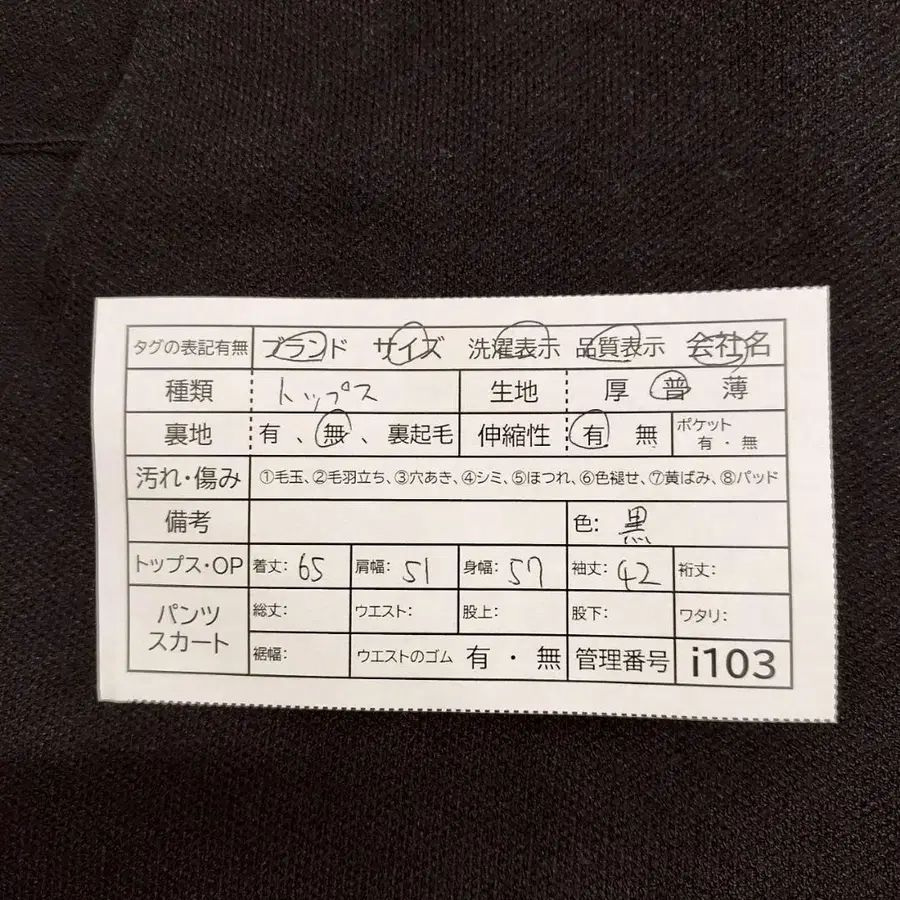 タグの表記有無 ブランド サイズ 洗濯表示 品質表示 会社名
種類 トップス 生地 厚 普 薄
裏地 有、無、裏起毛 伸縮性 有 無 ポケット 有・無
汚れ・傷み ①毛玉、②毛羽立ち、③穴あき、④シミ、⑤ほつれ、⑥色褪せ、⑦黄ばみ、⑧パッド
備考 色: 黒
トップス・OP 着丈: 65 肩幅: 51 身幅: 57 袖丈: 42 裄丈:
パンツ スカート 総丈: ウエスト: 股上: 股下: ワタリ:
裾幅: ウエストのゴム 有・無 管理番号 i103